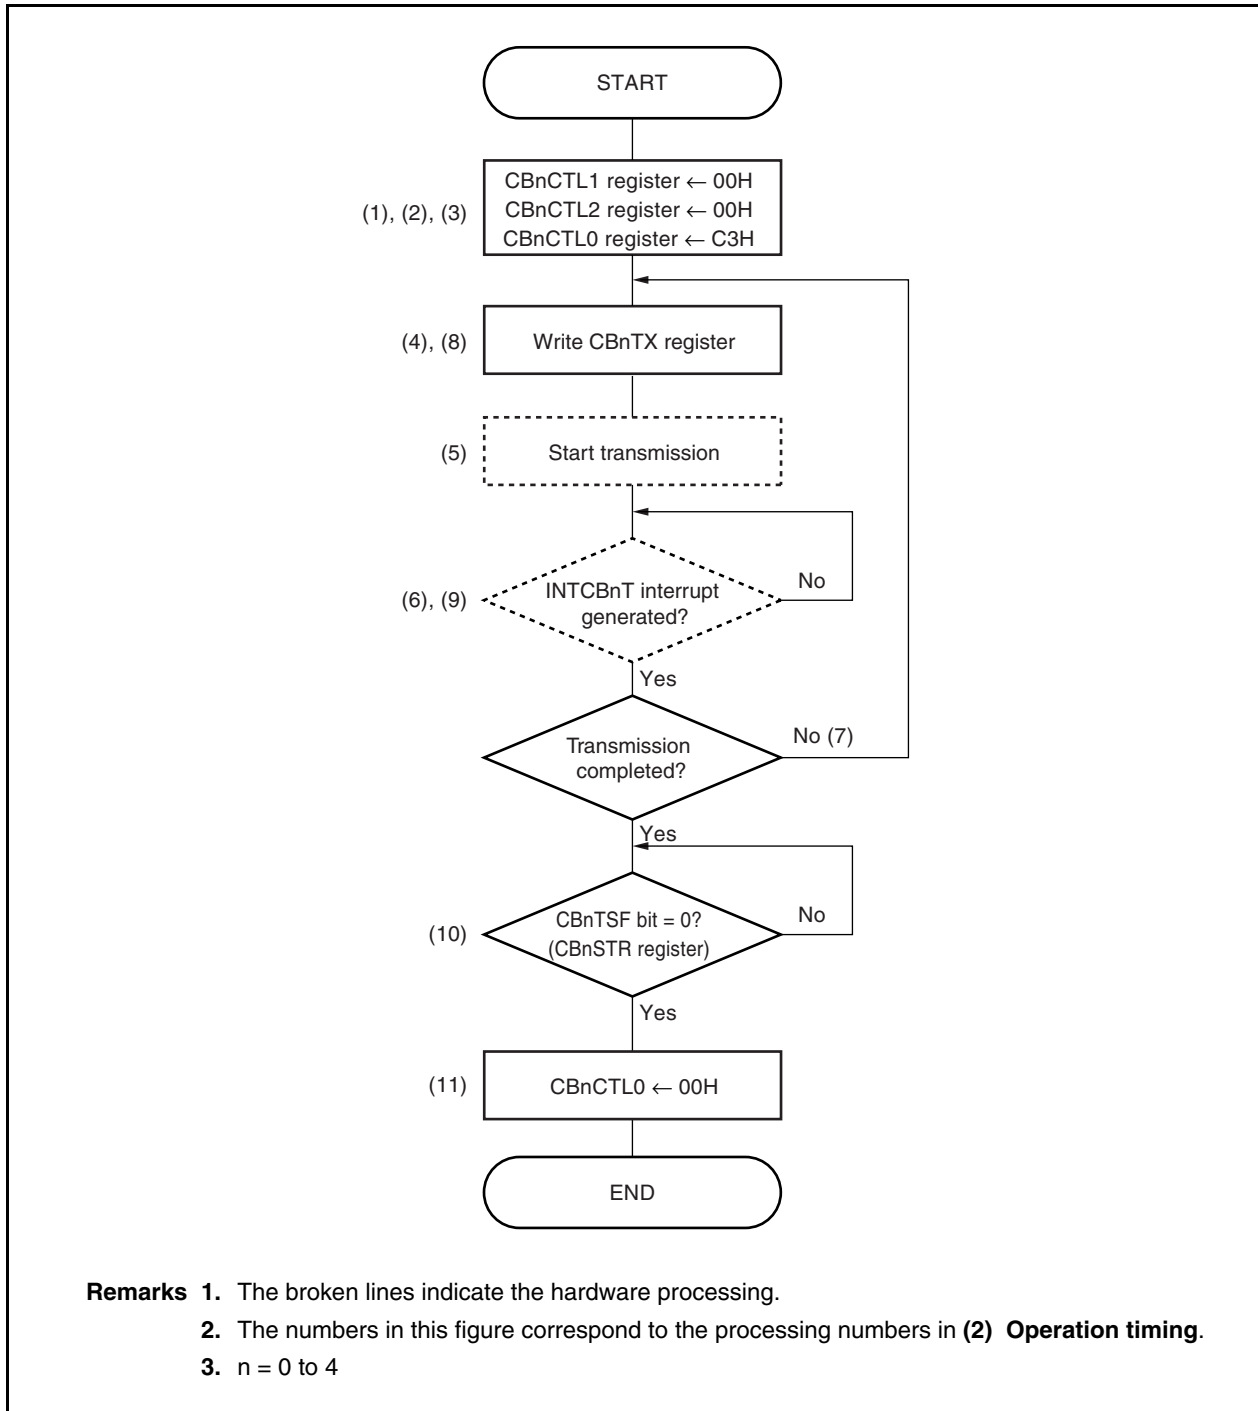 START
CBnCTL1 register ← 00H
(1), (2), (3) CBnCTL2 register ← 00H
CBnCTL0 register ← C3H
(4), (8) Write CBnTX register
(5) Start transmission
(6), (9) INTCBnT interrupt
generated?
No
Yes
Transmission
completed?
No (7)
Yes
(10) CBnTSF bit = 0?
(CBnSTR register)
No
Yes
(11) CBnCTL0 ← 00H
END
Remarks 1. The broken lines indicate the hardware processing.
2. The numbers in this figure correspond to the processing numbers in (2) Operation timing.
3. n = 0 to 4